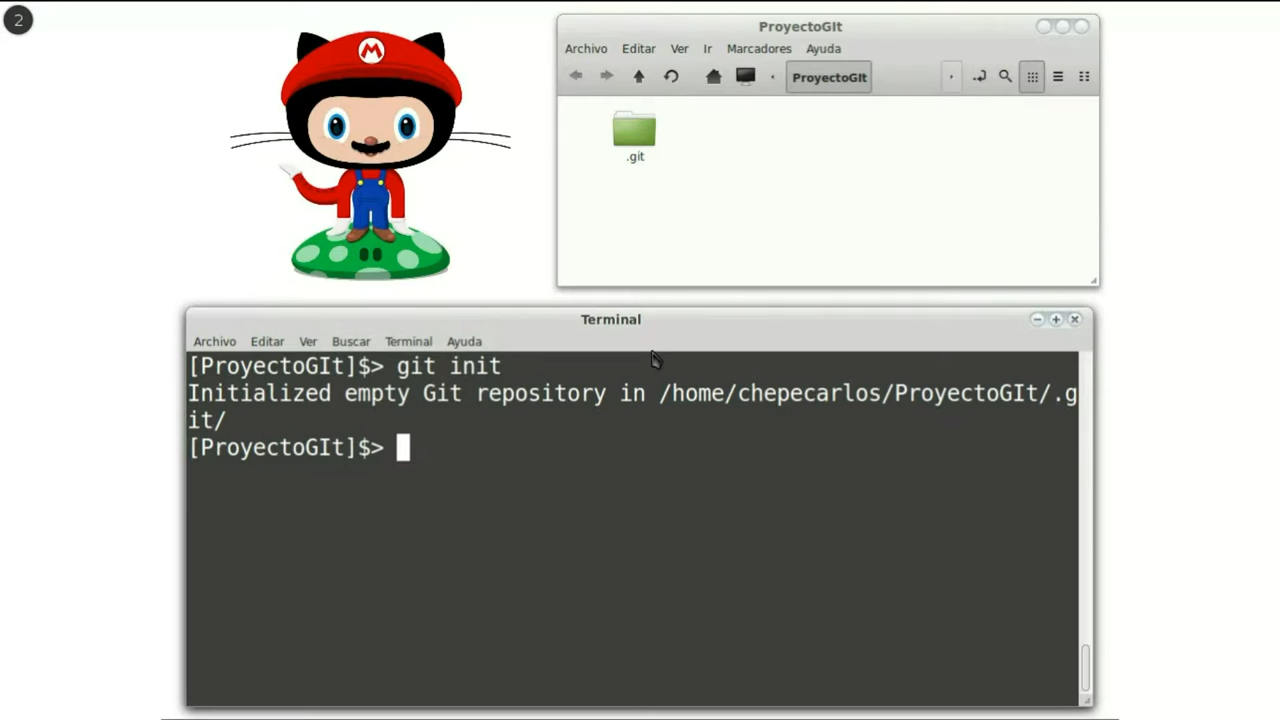 2
M
ProyectoGIt
Archivo Editar Ver Ir Marcadores Ayuda
ProyectoGIt
.git
Terminal
Archivo Editar Ver Buscar Terminal Ayuda
[ProyectoGIt]$> git init
Initialized empty Git repository in /home/chepecarlos/ProyectoGIt/.g
it/
[ProyectoGIt]$>